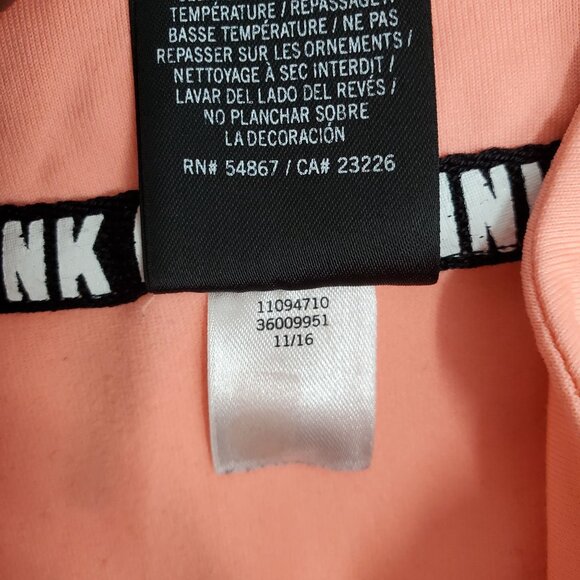 TEMPÉRATURE / REPASSAGE À
BASSE TEMPÉRATURE / NE PAS
REPASSER SUR LES ORNEMENTS /
NETTOYAGE À SEC INTERDIT /
LAVAR DEL LADO DEL REVÉS /
NO PLANCHAR SOBRE
LA DECORACIÓN
RN# 54867 / CA# 23226
NK
INK
11094710
36009951
11/16